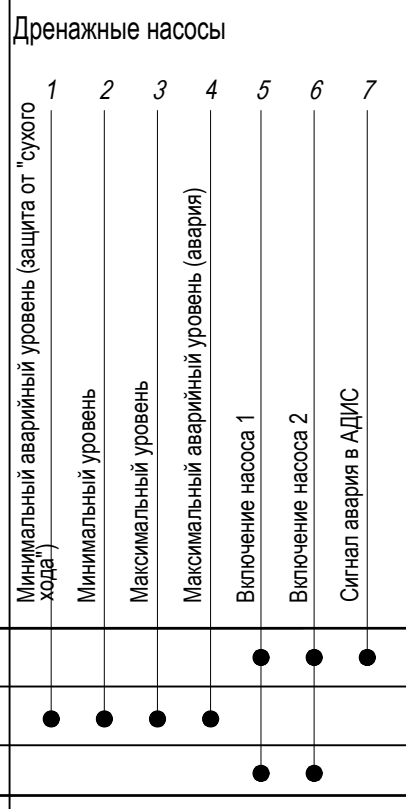 Дренажные насосы
1 2 3 4 5 6 7
Минимальный аварийный уровень (защита от "сухого
хода")
Минимальный уровень
Максимальный уровень
Максимальный аварийный уровень (авария)
Включение насоса 1
Включение насоса 2
Сигнал авария в АДИС